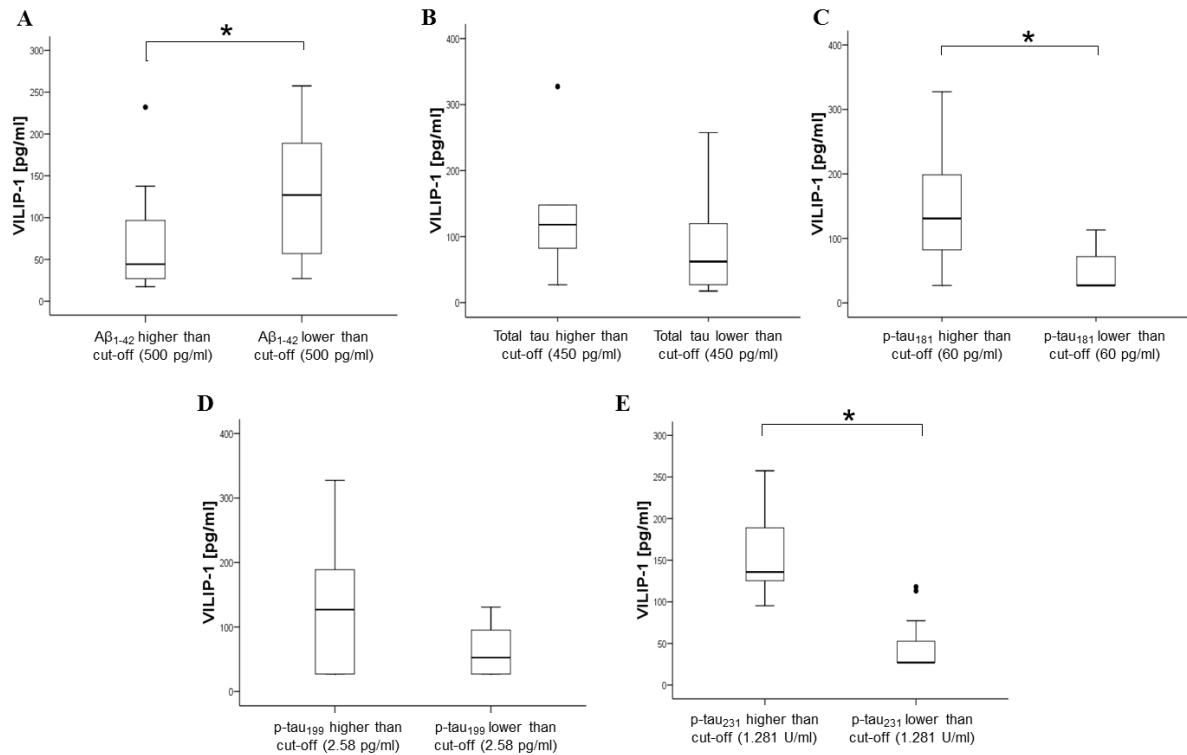 A
*
VILIP-1 [pg/ml]
300
250
200
150
100
50
0
Aβ1-42 higher than
cut-off (500 pg/ml)
Aβ1-42 lower than
cut-off (500 pg/ml)
B
VILIP-1 [pg/ml]
400
300
200
100
0
Total tau higher than
cut-off (450 pg/ml)
Total tau lower than
cut-off (450 pg/ml)
C
*
VILIP-1 [pg/ml]
400
300
200
100
0
p-tau181 higher than
cut-off (60 pg/ml)
p-tau181 lower than
cut-off (60 pg/ml)
D
VILIP-1 [pg/ml]
400
300
200
100
0
p-tau199 higher than
cut-off (2.58 pg/ml)
p-tau199 lower than
cut-off (2.58 pg/ml)
E
*
VILIP-1 [pg/ml]
300
250
200
150
100
50
0
p-tau231 higher than
cut-off (1.281 U/ml)
p-tau231 lower than
cut-off (1.281 U/ml)